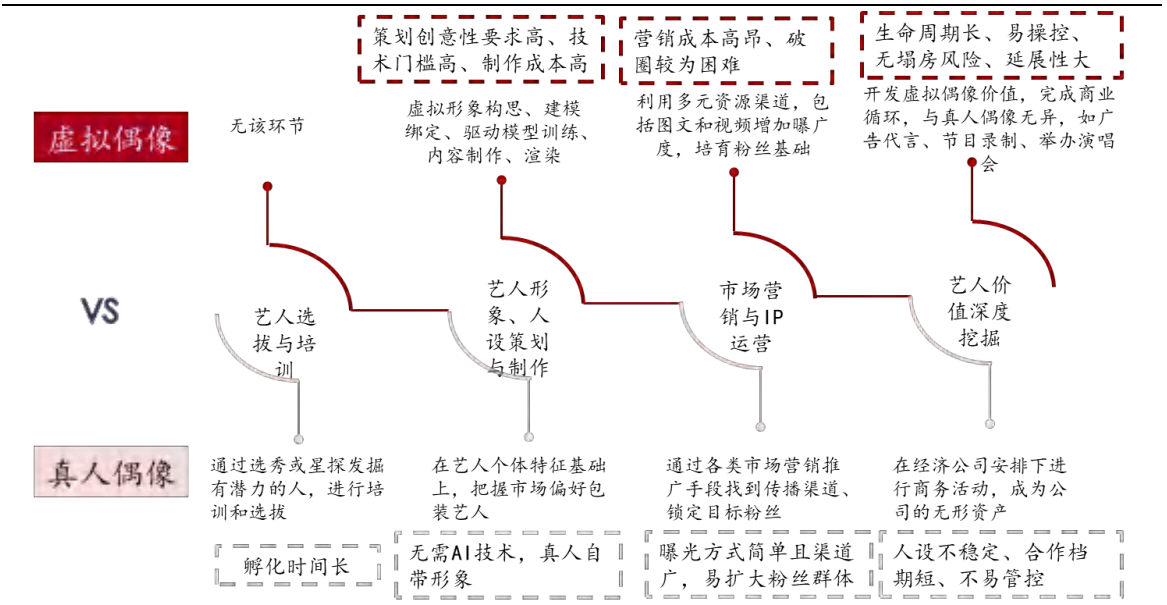 策划创意性要求高、技
术门槛高、制作成本高
营销成本高昂、破
圈较为困难
生命周期长、易操控、
无塌房风险、延展性大
虚拟偶像
无该环节
虚拟形象构思、建模
绑定、驱动模型训练、
内容制作、渲染
利用多元资源渠道，包
括图文和视频增加曝广
度，培育粉丝基础
开发虚拟偶像价值，完成商业
循环，与真人偶像无异，如广
告代言、节目录制、举办演唱
会
VS
艺人选
拔与培
训
艺人形
象、人
设策划
与制作
市场营
销与IP
运营
艺人价
值深度
挖掘
真人偶像
通过选秀或星探发掘
有潜力的人，进行培
训和选拔
在艺人个体特征基础
上，把握市场偏好包
装艺人
通过各类市场营销推
广手段找到传播渠道、
锁定目标粉丝
在经济公司安排下进
行商务活动，成为公
司的无形资产
孵化时间长
无需AI技术，真人自
带形象
曝光方式简单且渠道
广，易扩大粉丝群体
人设不稳定、合作档
期短、不易管控